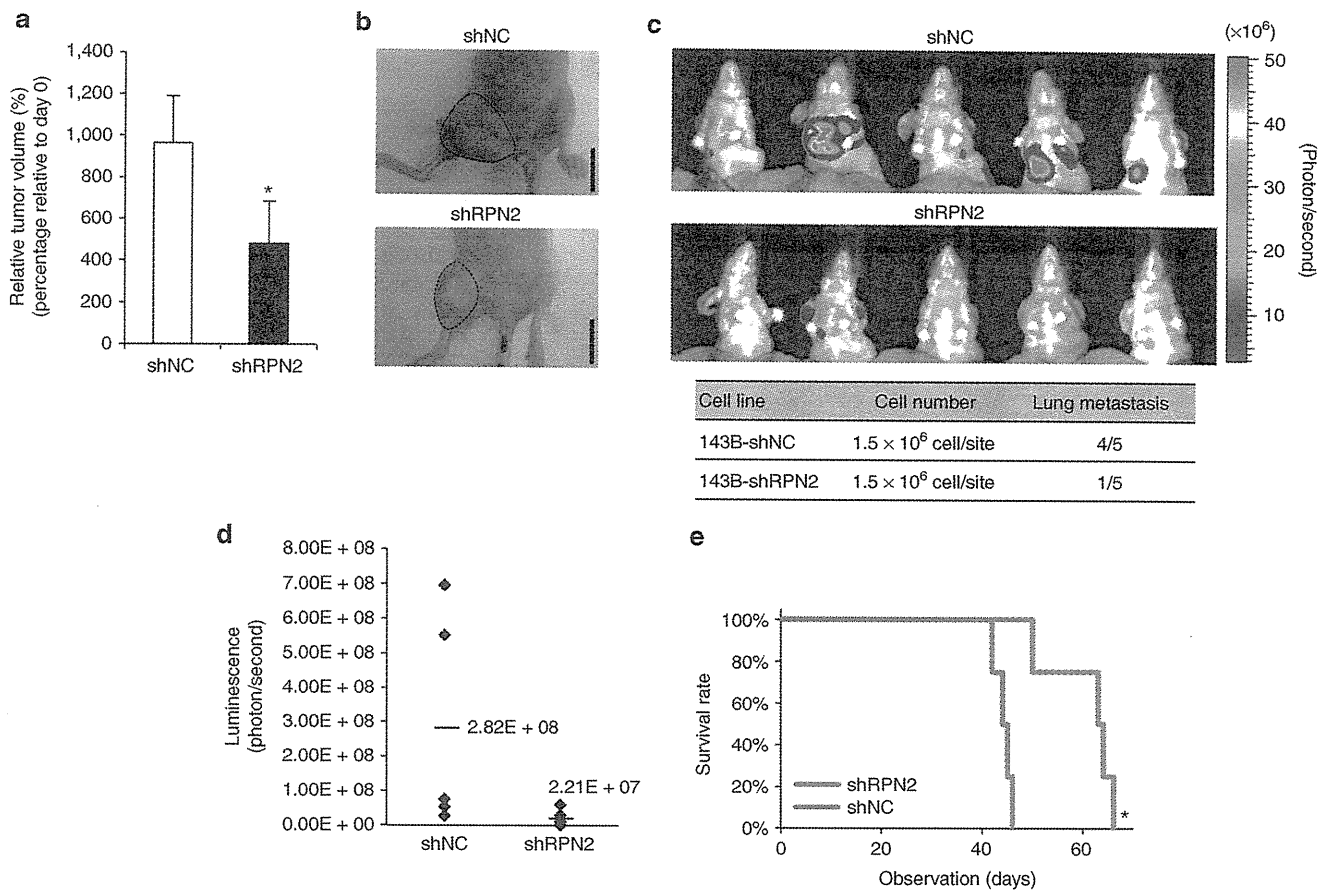 a
Relative tumor volume (%)
(percentage relative to day 0)
1,400
1,200
1,000
800
600
400
200
0
*
shNC
shRPN2
b
shNC
shRPN2
c
shNC
shRPN2
(×10⁶)
50
40
30
20
10
(Photon/second)
Cell line Cell number Lung metastasis
143B-shNC 1.5 × 10⁶ cell/site 4/5
143B-shRPN2 1.5 × 10⁶ cell/site 1/5
d
Luminescence
(photon/second)
8.00E + 08
7.00E + 08
6.00E + 08
5.00E + 08
4.00E + 08
3.00E + 08
2.00E + 08
1.00E + 08
0.00E + 00
2.82E + 08
2.21E + 07
shNC
shRPN2
e
Survival rate
100%
80%
60%
40%
20%
0%
shRPN2
shNC
*
0
20
40
60
Observation (days)